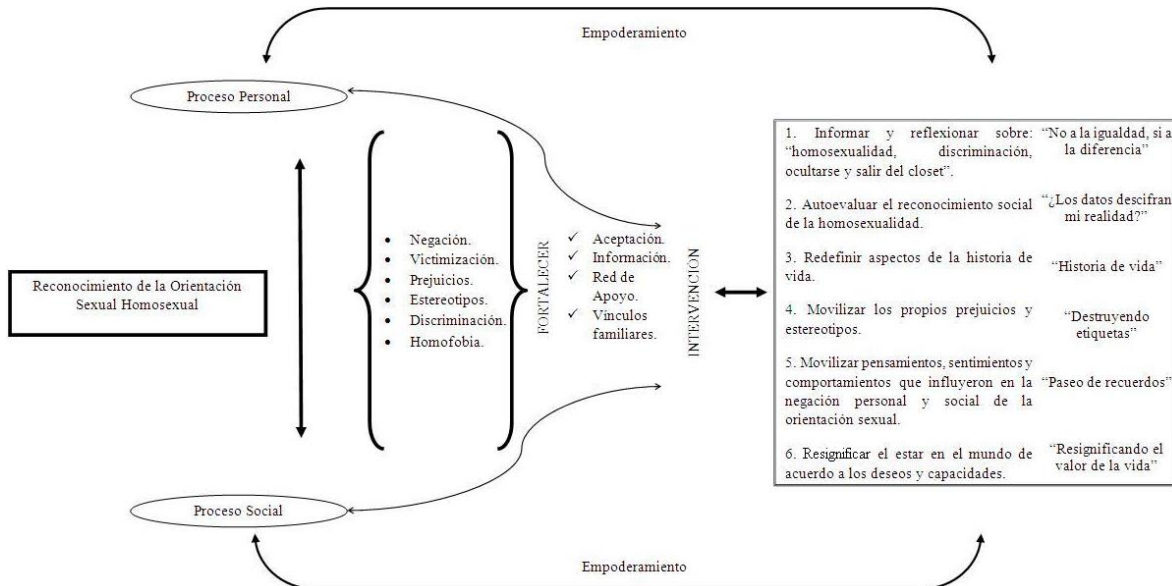 Empoderamiento
Proceso Personal
Reconocimiento de la Orientación
Sexual Homosexual
Negación.
Victimización.
Prejuicios.
Estereotipos.
Discriminación.
Homofobia.
FORTALECER
Aceptación.
Información.
Red de
Apoyo.
Vínculos
familiares.
INTERVENCIÓN
1. Informar y reflexionar sobre:
“homosexualidad, discriminación,
ocultarse y salir del closet”.
“No a la igualdad, si a
la diferencia”
2. Autoevaluar el reconocimiento social
de la homosexualidad.
“¿Los datos descifran
mi realidad?”
3. Redefinir aspectos de la historia de
vida.
“Historia de vida”
4. Movilizar los propios prejuicios y
estereotipos.
“Destruyendo
etiquetas”
5. Movilizar pensamientos, sentimientos y
comportamientos que influyeron en la
negación personal y social de la
orientación sexual.
“Paseo de recuerdos”
6. Resignificar el estar en el mundo de
acuerdo a los deseos y capacidades.
“Resignificando el
valor de la vida”
Proceso Social
Empoderamiento